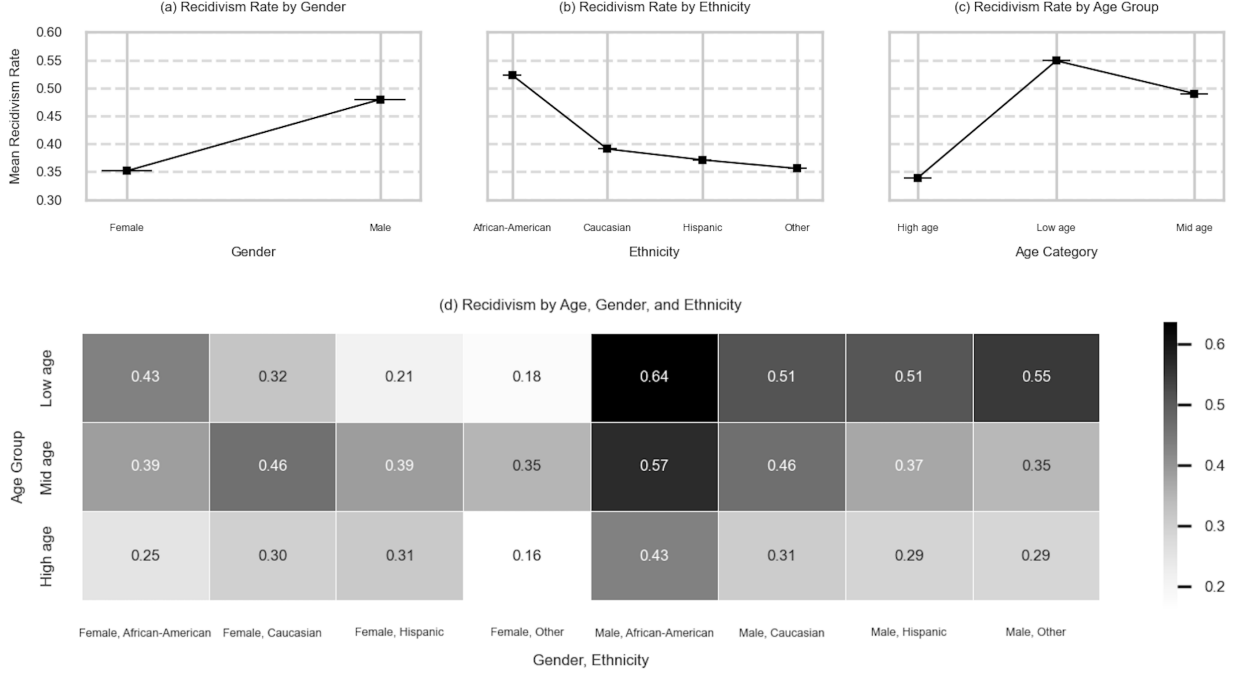 (a) Recidivism Rate by Gender
(b) Recidivism Rate by Ethnicity
(c) Recidivism Rate by Age Group
Mean Recidivism Rate
0.60
0.55
0.50
0.45
0.40
0.35
0.30
Female Male
Gender
African-American Caucasian Hispanic Other
Ethnicity
High age Low age Mid age
Age Category
(d) Recidivism by Age, Gender, and Ethnicity
Age Group
Low age 0.43 0.32 0.21 0.18 0.64 0.51 0.51 0.55
Mid age 0.39 0.46 0.39 0.35 0.57 0.46 0.37 0.35
High age 0.25 0.30 0.31 0.16 0.43 0.31 0.29 0.29
Female, African-American Female, Caucasian Female, Hispanic Female, Other Male, African-American Male, Caucasian Male, Hispanic Male, Other
Gender, Ethnicity
0.6
0.5
0.4
0.3
0.2